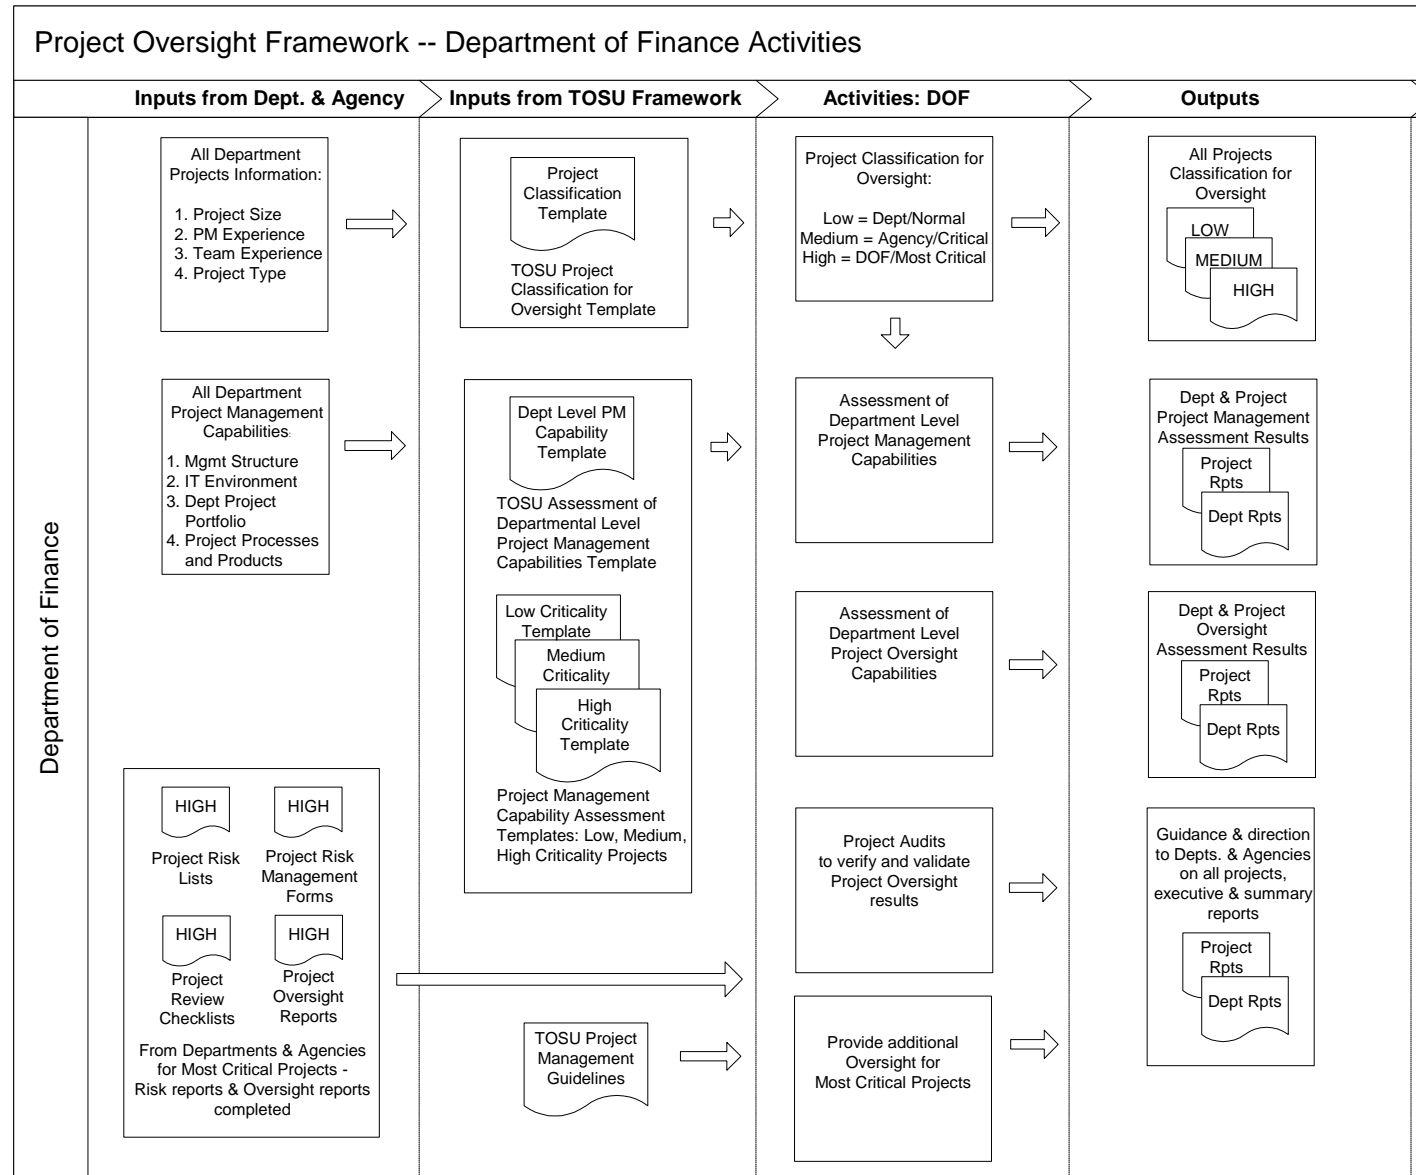 Project Oversight Framework -- Department of Finance Activities
Inputs from Dept. & Agency
Inputs from TOSU Framework
Activities: DOF
Outputs
Department of Finance
All Department
Projects Information:
1. Project Size
2. PM Experience
3. Team Experience
4. Project Type
Project
Classification
Template
TOSU Project
Classification for
Oversight Template
Project Classification for
Oversight:
Low = Dept/Normal
Medium = Agency/Critical
High = DOF/Most Critical
All Projects
Classification for
Oversight
LOW
MEDIUM
HIGH
All Department
Project Management
Capabilities:
1. Mgmt Structure
2. IT Environment
3. Dept Project
Portfolio
4. Project Processes
and Products
Dept Level PM
Capability
Template
TOSU Assessment of
Departmental Level
Project Management
Capabilities Template
Low Criticality
Template
Medium
Criticality
High
Criticality
Template
Project Management
Capability Assessment
Templates: Low, Medium,
High Criticality Projects
Assessment of
Department Level
Project Management
Capabilities
Dept & Project
Project Management
Assessment Results
Project
Rpts
Dept Rpts
Assessment of
Department Level
Project Oversight
Capabilities
Dept & Project
Oversight
Assessment Results
Project
Rpts
Dept Rpts
HIGH
Project Risk
Lists
HIGH
Project Risk
Management
Forms
HIGH
Project
Review
Checklists
HIGH
Project
Oversight
Reports
From Departments & Agencies
for Most Critical Projects -
Risk reports & Oversight reports
completed
TOSU Project
Management
Guidelines
Project Audits
to verify and validate
Project Oversight
results
Provide additional
Oversight for
Most Critical Projects
Guidance & direction
to Depts. & Agencies
on all projects,
executive & summary
reports
Project
Rpts
Dept Rpts